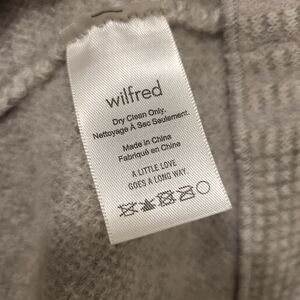 wilfred
Dry Clean Only.
Nettoyage À Sec Seulement.
Made in China
Fabriqué en Chine
A LITTLE LOVE
GOES A LONG WAY.